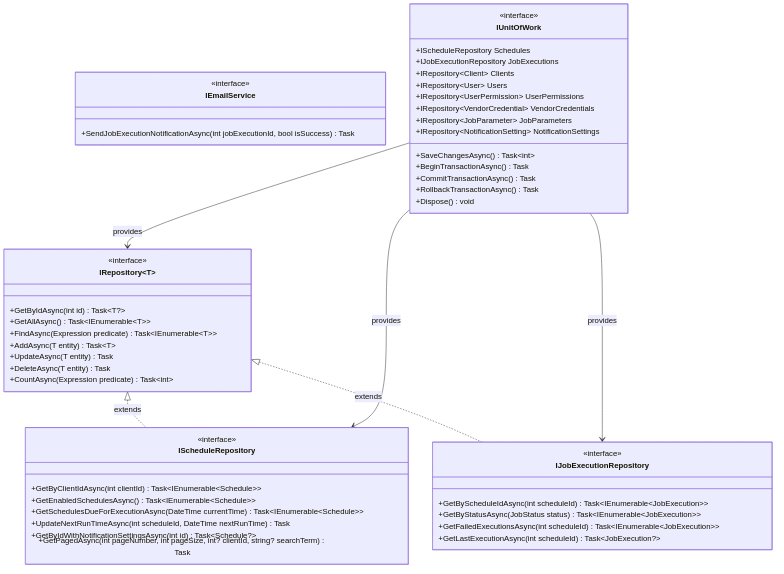 «interface»
IUnitOfWork
+IScheduleRepository Schedules
+IJobExecutionRepository JobExecutions
+IRepository<Client> Clients
+IRepository<User> Users
+IRepository<UserPermission> UserPermissions
+IRepository<VendorCredential> VendorCredentials
+IRepository<JobParameter> JobParameters
+IRepository<NotificationSetting> NotificationSettings
+SaveChangesAsync() : Task<int>
+BeginTransactionAsync() : Task
+CommitTransactionAsync() : Task
+RollbackTransactionAsync() : Task
+Dispose() : void
«interface»
IEmailService
+SendJobExecutionNotificationAsync(int jobExecutionId, bool isSuccess) : Task
provides
«interface»
IRepository<T>
+GetByIdAsync(int id) : Task<T?>
+GetAllAsync() : Task<IEnumerable<T>>
+FindAsync(Expression predicate) : Task<IEnumerable<T>>
+AddAsync(T entity) : Task<T>
+UpdateAsync(T entity) : Task
+DeleteAsync(T entity) : Task
+CountAsync(Expression predicate) : Task<int>
provides
provides
extends
extends
«interface»
IScheduleRepository
+GetByClientIdAsync(int clientId) : Task<IEnumerable<Schedule>>
+GetEnabledSchedulesAsync() : Task<IEnumerable<Schedule>>
+GetSchedulesDueForExecutionAsync(DateTime currentTime) : Task<IEnumerable<Schedule>>
+UpdateNextRunTimeAsync(int scheduleId, DateTime nextRunTime) : Task
+GetByIdWithNotificationSettingsAsync(int id) : Task<Schedule?>
+GetPagedAsync(int pageNumber, int pageSize, int? clientId, string? searchTerm) :
Task
«interface»
IJobExecutionRepository
+GetByScheduleIdAsync(int scheduleId) : Task<IEnumerable<JobExecution>>
+GetByStatusAsync(JobStatus status) : Task<IEnumerable<JobExecution>>
+GetFailedExecutionsAsync(int scheduleId) : Task<IEnumerable<JobExecution>>
+GetLastExecutionAsync(int scheduleId) : Task<JobExecution?>